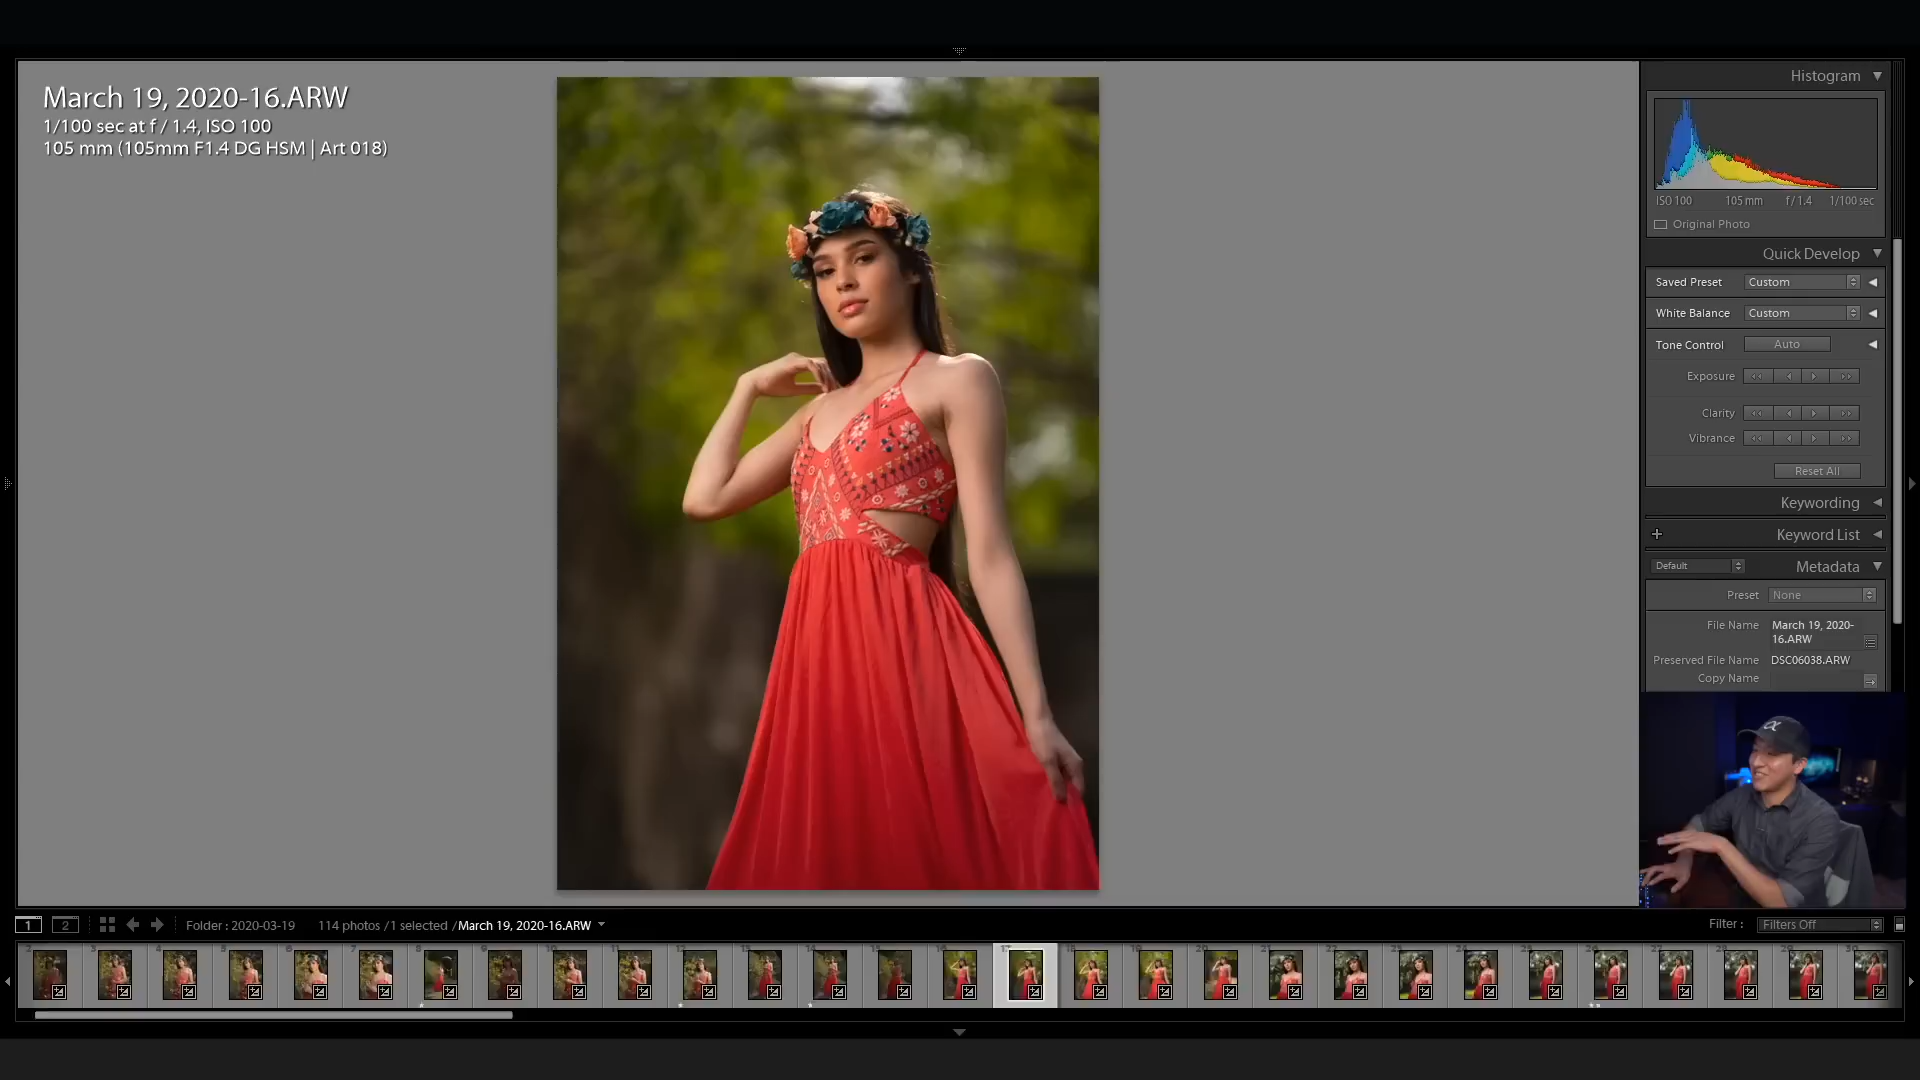 March 19, 2020-16.ARW
1/100 sec at f / 1.4, ISO 100
105 mm (105mm F1.4 DG HSM | Art 018)
Histogram
ISO 100 105 mm f / 1.4 1/100 sec
Original Photo
Quick Develop
Saved Preset Custom
White Balance Custom
Tone Control Auto
Exposure
Clarity
Vibrance
Reset All
Keywording
+ Keyword List
Default Metadata
Preset None
File Name March 19, 2020-
16.ARW
Preserved File Name DSC06038.ARW
Copy Name
1 2 Folder : 2020-03-19 114 photos / 1 selected / March 19, 2020-16.ARW Filter : Filters Off